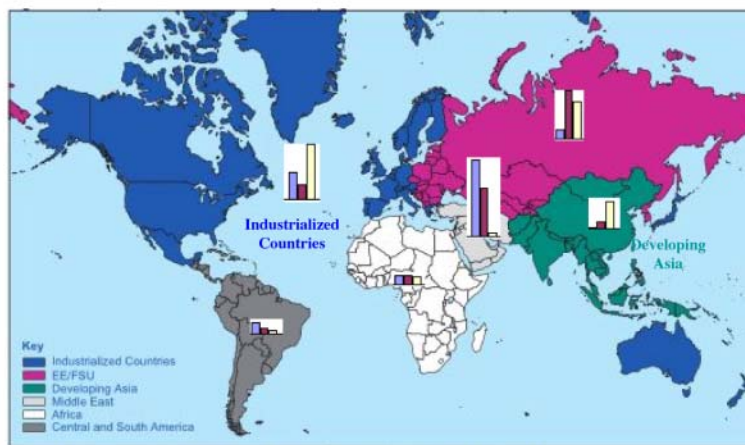 Industrialized
Countries
Developing
Asia
Key
Industrialized Countries
EE/FSU
Developing Asia
Middle East
Africa
Central and South America